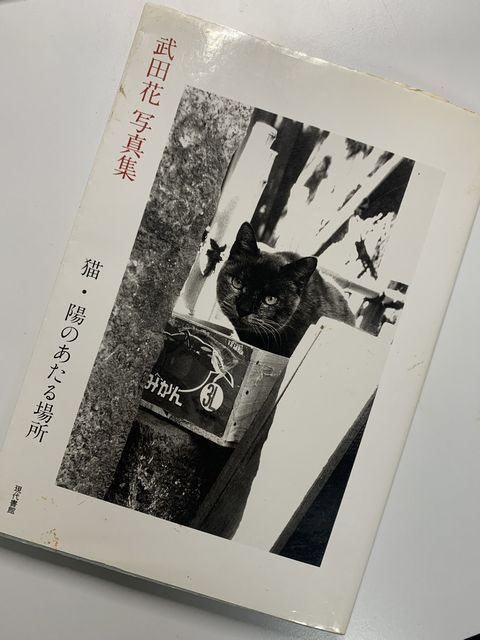 武田花 写真集
猫・陽のあたる場所
現代書館
みかん
3L